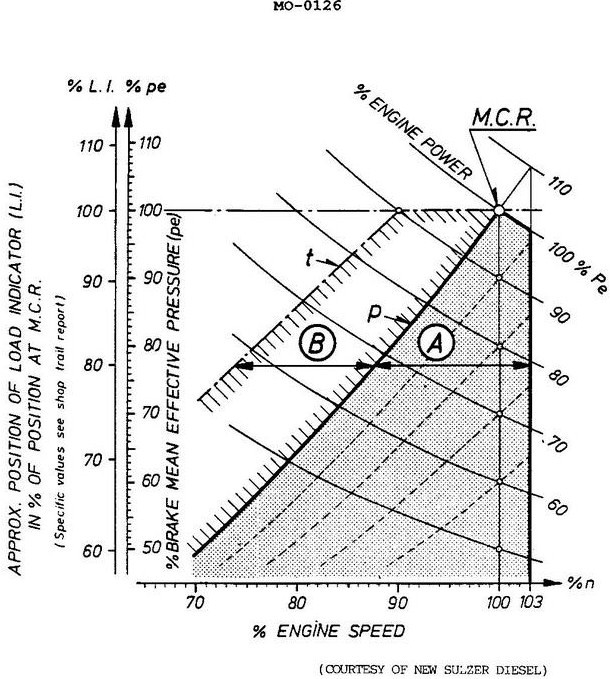 MO-0126
% L.I. % pe
% ENGINE POWER
M.C.R.
110
110
110
100
100
100 % Pe
90
90
90
80
80
80
70
70
70
60
60
60
50
APPROX. POSITION OF LOAD INDICATOR (L.I.)
IN % OF POSITION AT M.C.R.
(Specific values see shop trail report)
% BRAKE MEAN EFFECTIVE PRESSURE (pe)
t
p
B
A
70
80
90
100
103
% n
% ENGINE SPEED
(COURTESY OF NEW SULZER DIESEL)